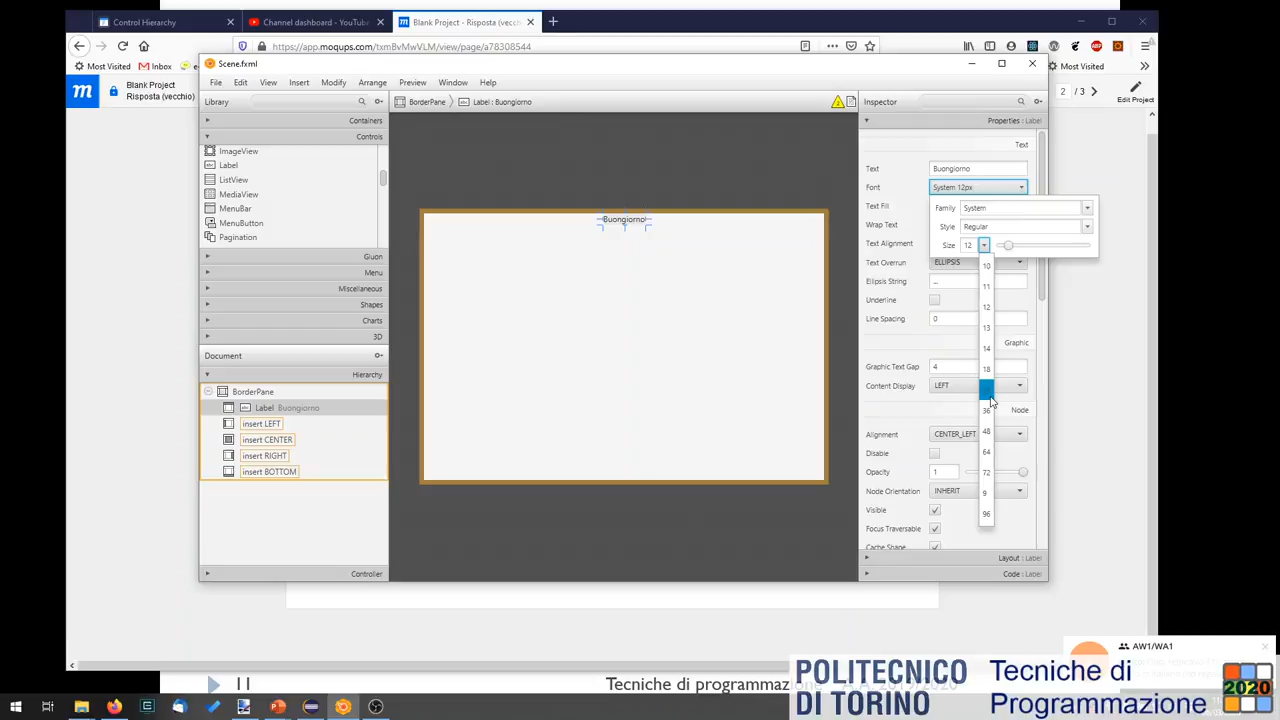 Control Hierarchy
Channel dashboard - YouTube
Blank Project - Risposta (vecchio)
https://app.moqups.com/txmBvMwVLM/view/page/a78308544
Most Visited
Inbox
Most Visited
Blank Project
Risposta (vecchio)
m
2 / 3
Edit Project
Scene.fxml
File Edit View Insert Modify Arrange Preview Window Help
Library
BorderPane
Label : Buongiorno
Inspector
Containers
Controls
ImageView
Label
ListView
MediaView
MenuBar
MenuButton
Pagination
Gluon
Menu
Miscellaneous
Shapes
Charts
3D
Document
Hierarchy
BorderPane
Label Buongiorno
insert LEFT
insert CENTER
insert RIGHT
insert BOTTOM
Controller
Buongiorno
Properties : Label
Text
Text Buongiorno
Font System 12px
Text Fill
Wrap Text
Text Alignment
Text Overrun ELLIPSIS
Ellipsis String ...
Underline
Line Spacing 0
Family System
Style Regular
Size 12
10
11
12
13
14
18
36
48
64
72
9
96
Graphic
Graphic Text Gap 4
Content Display LEFT
Node
Alignment CENTER_LEFT
Disable
Opacity 1
Node Orientation INHERIT
Visible
Focus Traversable
Cache Shape
Layout : Label
Code : Label
AW1/WA1
11
Tecniche di programmazione
POLITECNICO
DI TORINO
Tecniche di
Programmazione
2020